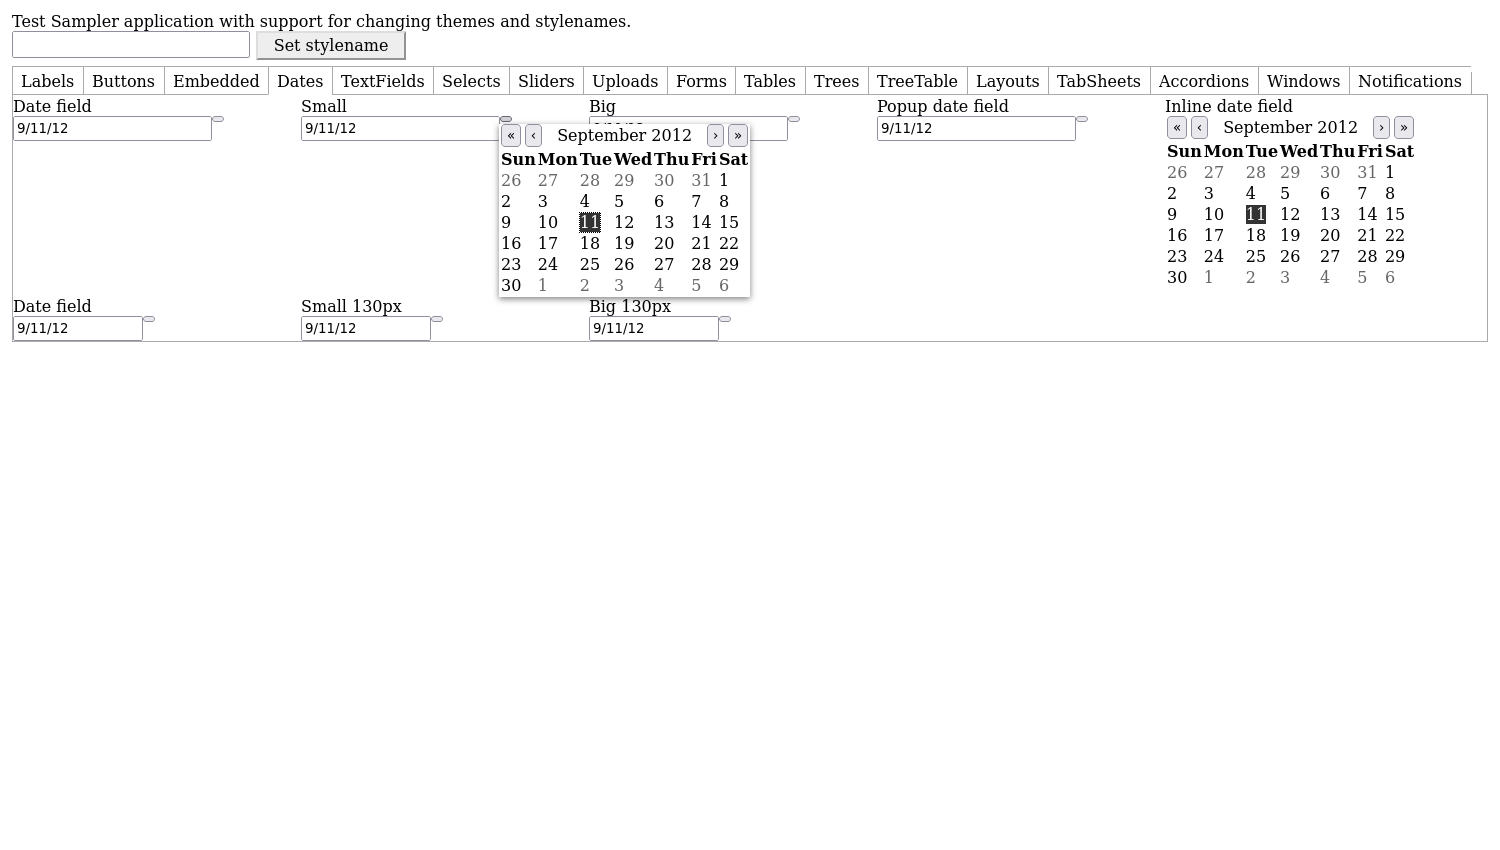 Test Sampler application with support for changing themes and stylenames.
Set stylename
Labels Buttons Embedded Dates TextFields Selects Sliders Uploads Forms Tables Trees TreeTable Layouts TabSheets Accordions Windows Notifications
Date field Small Big Popup date field Inline date field
9/11/12 9/11/12 9/11/12
« ‹ September 2012 › »
Sun Mon Tue Wed Thu Fri Sat
26 27 28 29 30 31 1
2 3 4 5 6 7 8
9 10 11 12 13 14 15
16 17 18 19 20 21 22
23 24 25 26 27 28 29
30 1 2 3 4 5 6
« ‹ September 2012 › »
Sun Mon Tue Wed Thu Fri Sat
26 27 28 29 30 31 1
2 3 4 5 6 7 8
9 10 11 12 13 14 15
16 17 18 19 20 21 22
23 24 25 26 27 28 29
30 1 2 3 4 5 6
Date field Small 130px Big 130px
9/11/12 9/11/12 9/11/12